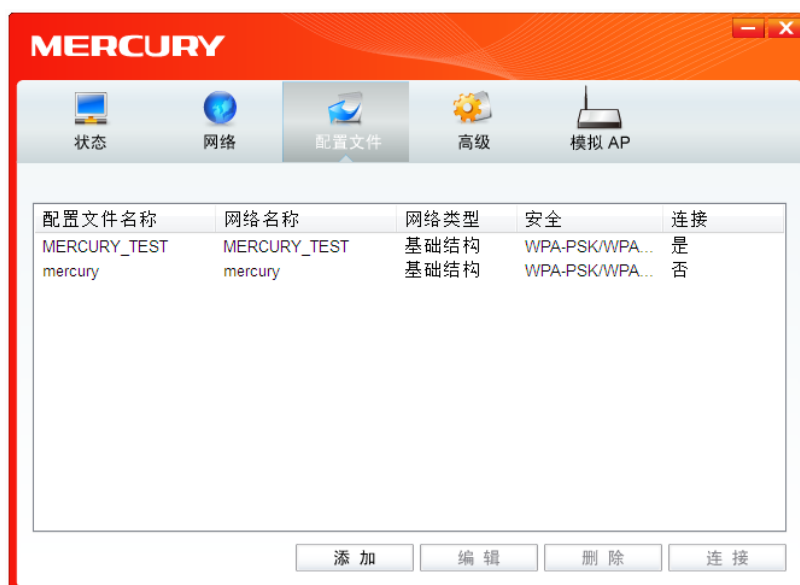 MERCURY
状态 网络 配置文件 高级 模拟 AP
配置文件名称 网络名称 网络类型 安全 连接
MERCURY_TEST MERCURY_TEST 基础结构 WPA-PSK/WPA... 是
mercury mercury 基础结构 WPA-PSK/WPA... 否
添加 编辑 删除 连接